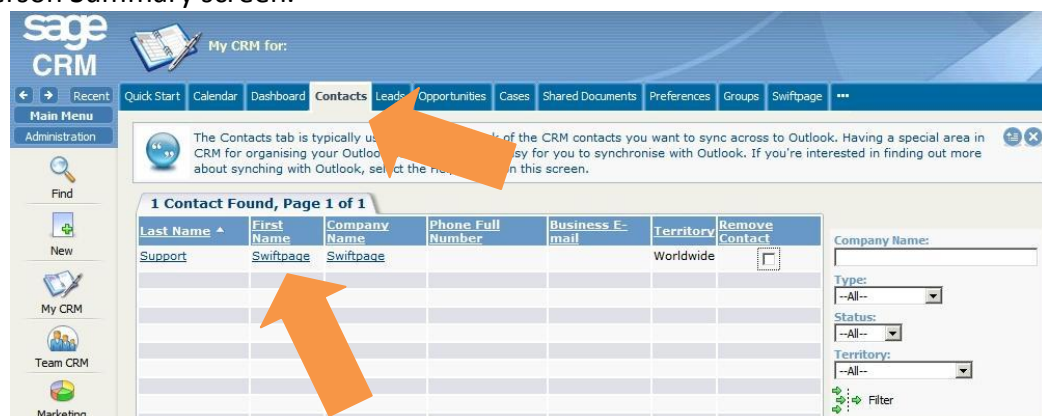 erson Summary screen.
sage
CRM
My CRM for:
Recent
Quick Start Calendar Dashboard Contacts Leads Opportunities Cases Shared Documents Preferences Groups Swiftpage
Main Menu
Administration
The Contacts tab is typically of the CRM contacts you want to sync across to Outlook. Having a special area in
CRM for organising your for you to synchronise with Outlook. If you're interested in finding out more
about synching with Outlook, select the this screen.
Find
1 Contact Found, Page 1 of 1
Last Name First Name Company Name Phone Full Number Business E-mail Territory Remove Contact
Support Swiftpage Swiftpage Worldwide
New
My CRM
Team CRM
Marketing
Company Name:
Type:
--All--
Status:
--All--
Territory:
--All--
Filter